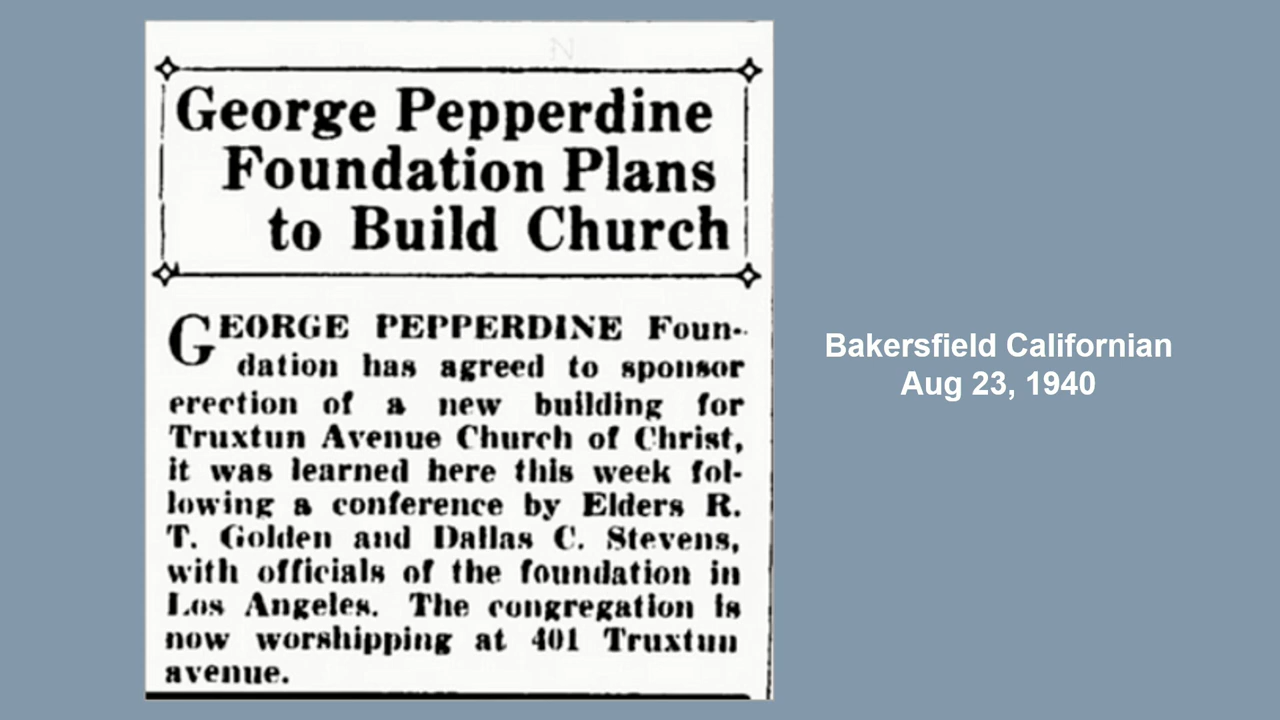 George Pepperdine
Foundation Plans
to Build Church
GEORGE PEPPERDINE Foun-
dation has agreed to sponsor
erection of a new building for
Truxtun Avenue Church of Christ,
it was learned here this week fol-
lowing a conference by Elders R.
T. Golden and Dallas C. Stevens,
with officials of the foundation in
Los Angeles. The congregation is
now worshipping at 401 Truxtun
avenue.
Bakersfield Californian
Aug 23, 1940